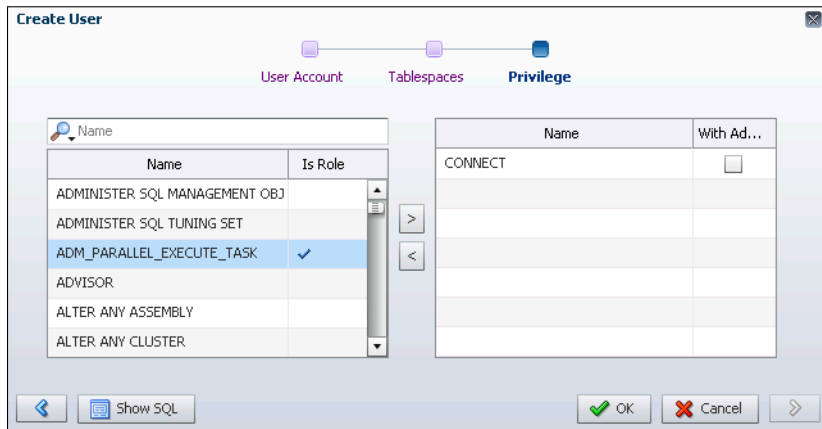 Create User
User Account Tablespaces Privilege
Name
Name Is Role
ADMINISTER SQL MANAGEMENT OBJ
ADMINISTER SQL TUNING SET
ADM_PARALLEL_EXECUTE_TASK
ADVISOR
ALTER ANY ASSEMBLY
ALTER ANY CLUSTER
>
<
Name With Ad...
CONNECT
Show SQL OK Cancel